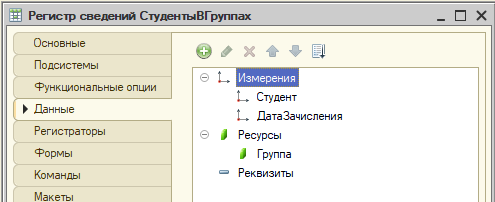 Регистр сведений СтудентыВГруппах
Основные
Подсистемы
Функциональные опции
Данные
Регистраторы
Формы
Команды
Макеты
Измерения
Студент
ДатаЗачисления
Ресурсы
Группа
Реквизиты